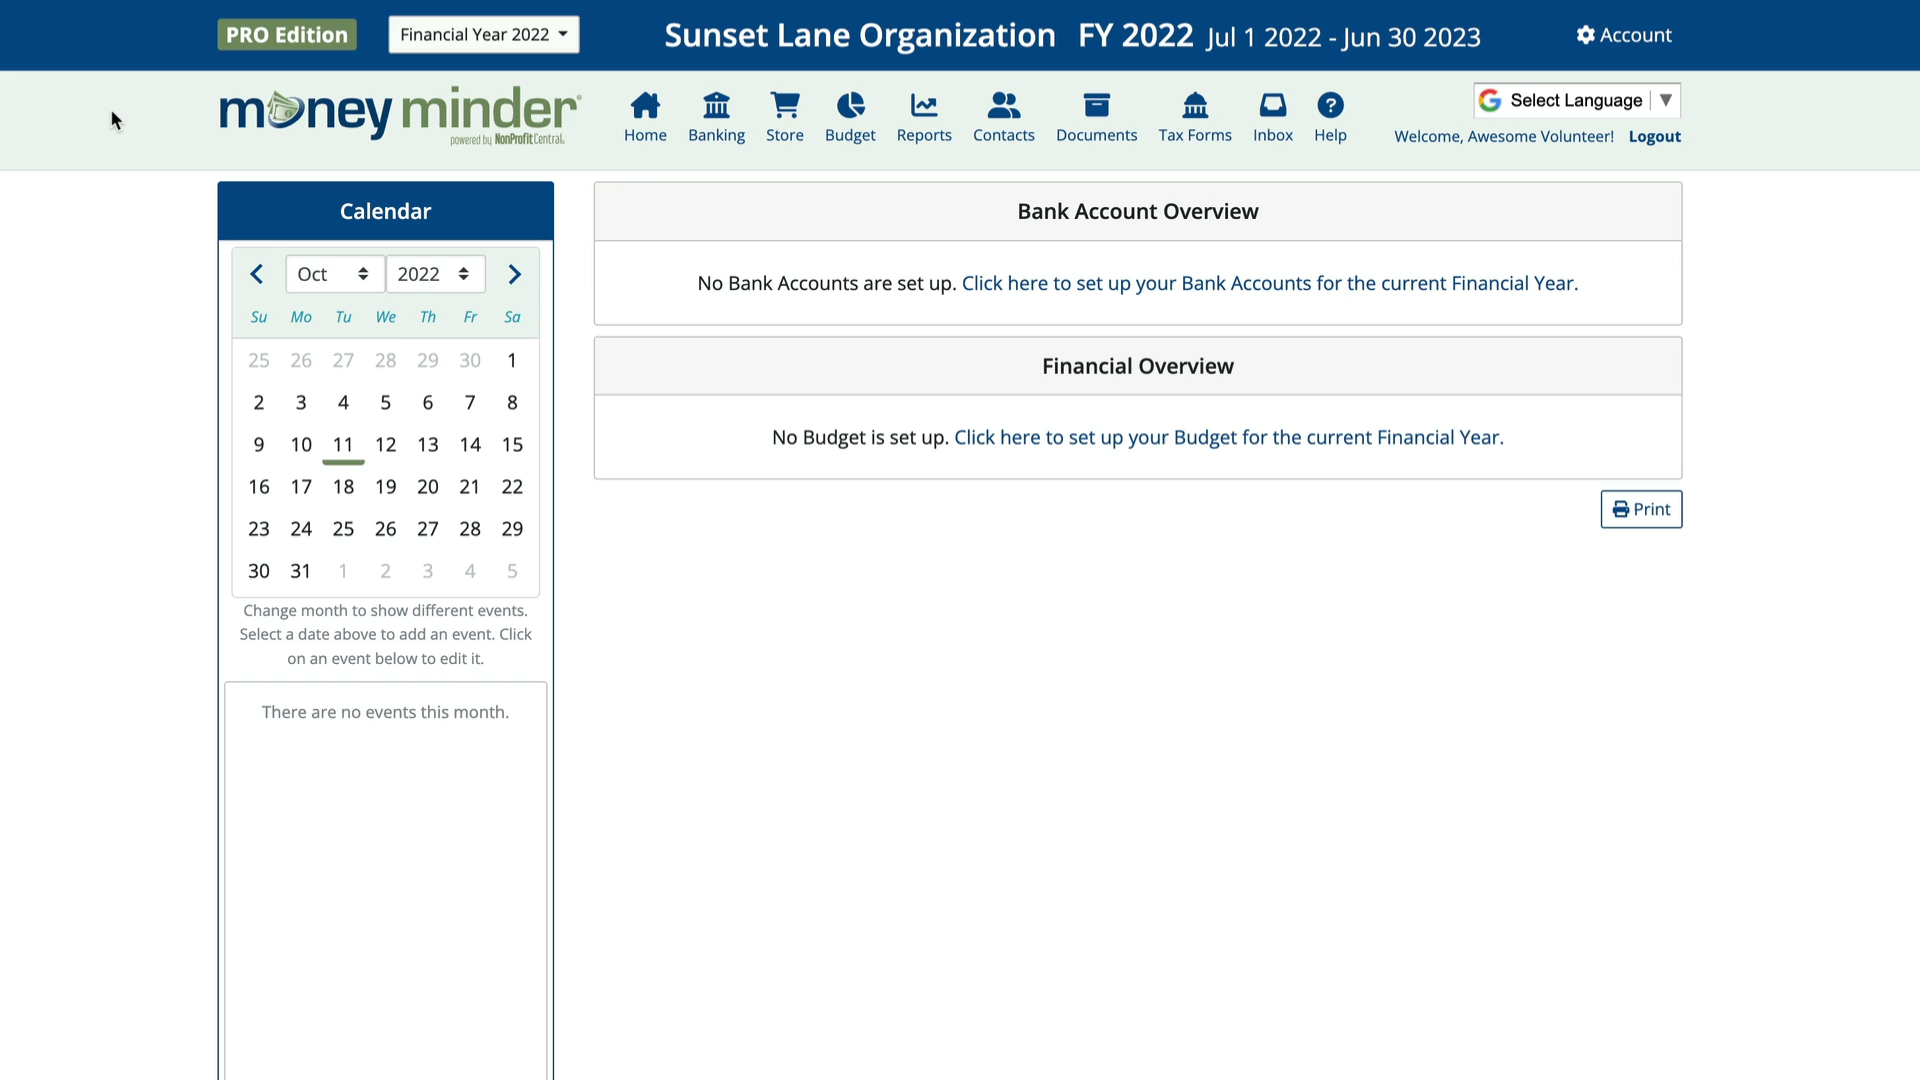 PRO Edition
Financial Year 2022
Sunset Lane Organization FY 2022 Jul 1 2022 - Jun 30 2023
Account
money minder®
powered by NonProfitCentral.
Home
Banking
Store
Budget
Reports
Contacts
Documents
Tax Forms
Inbox
Help
Select Language ▼
Welcome, Awesome Volunteer! Logout
Calendar
Oct 2022
Su Mo Tu We Th Fr Sa
25 26 27 28 29 30 1
2 3 4 5 6 7 8
9 10 11 12 13 14 15
16 17 18 19 20 21 22
23 24 25 26 27 28 29
30 31 1 2 3 4 5
Change month to show different events.
Select a date above to add an event. Click
on an event below to edit it.
There are no events this month.
Bank Account Overview
No Bank Accounts are set up. Click here to set up your Bank Accounts for the current Financial Year.
Financial Overview
No Budget is set up. Click here to set up your Budget for the current Financial Year.
Print